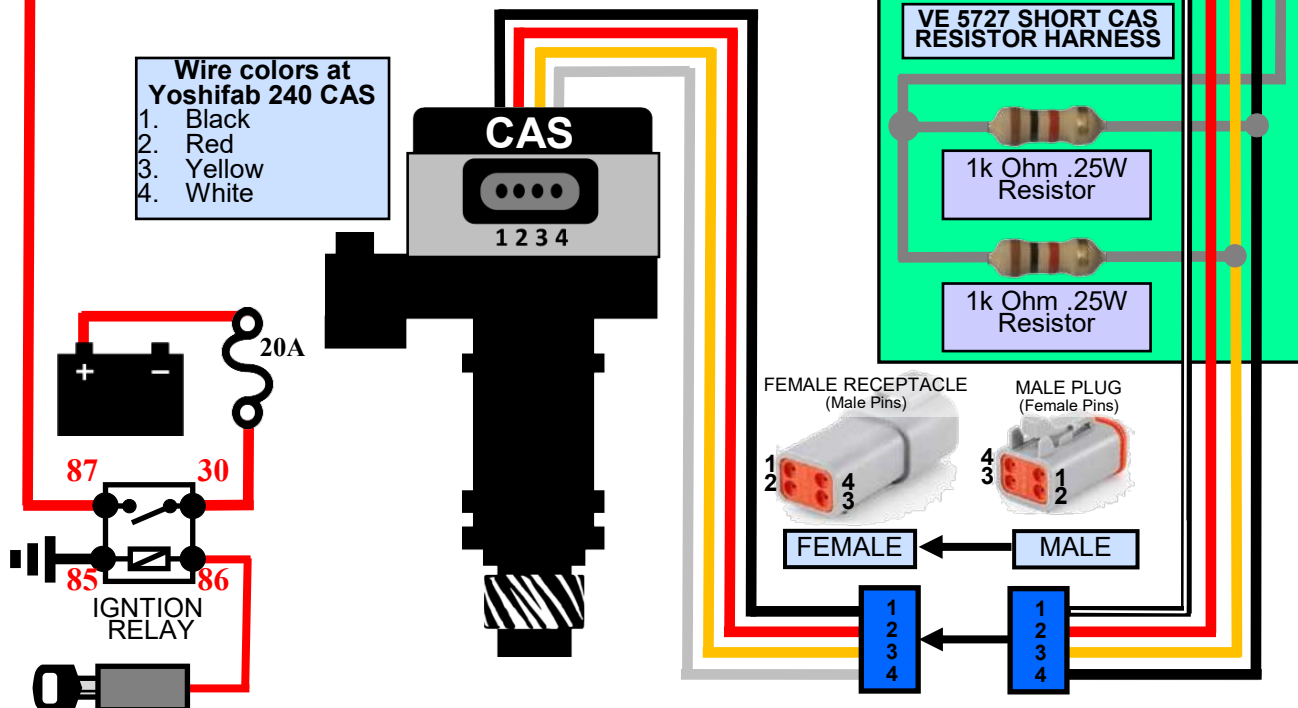 VE 5727 SHORT CAS
RESISTOR HARNESS
Wire colors at
Yoshifab 240 CAS
1. Black
2. Red
3. Yellow
4. White
CAS
1 2 3 4
1k Ohm .25W
Resistor
1k Ohm .25W
Resistor
+ −
20A
87 30
85 86
IGNTION
RELAY
FEMALE RECEPTACLE
(Male Pins)
MALE PLUG
(Female Pins)
1
2
4
3
4
3
1
2
FEMALE
MALE
1
2
3
4
1
2
3
4